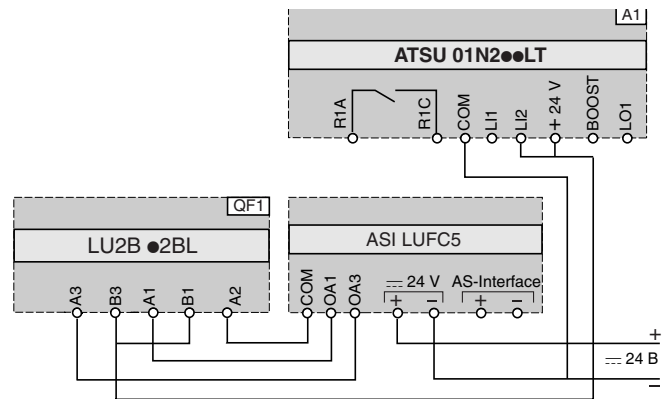 A1
ATSU 01N2●●LT
R1A R1C COM LI1 LI2 + 24 V BOOST LO1
QF1
LU2B ●2BL
ASI LUFC5
A3 B3 A1 B1 A2
COM OA1 OA3
24 V AS-Interface
+ − + −
+
24 B
−